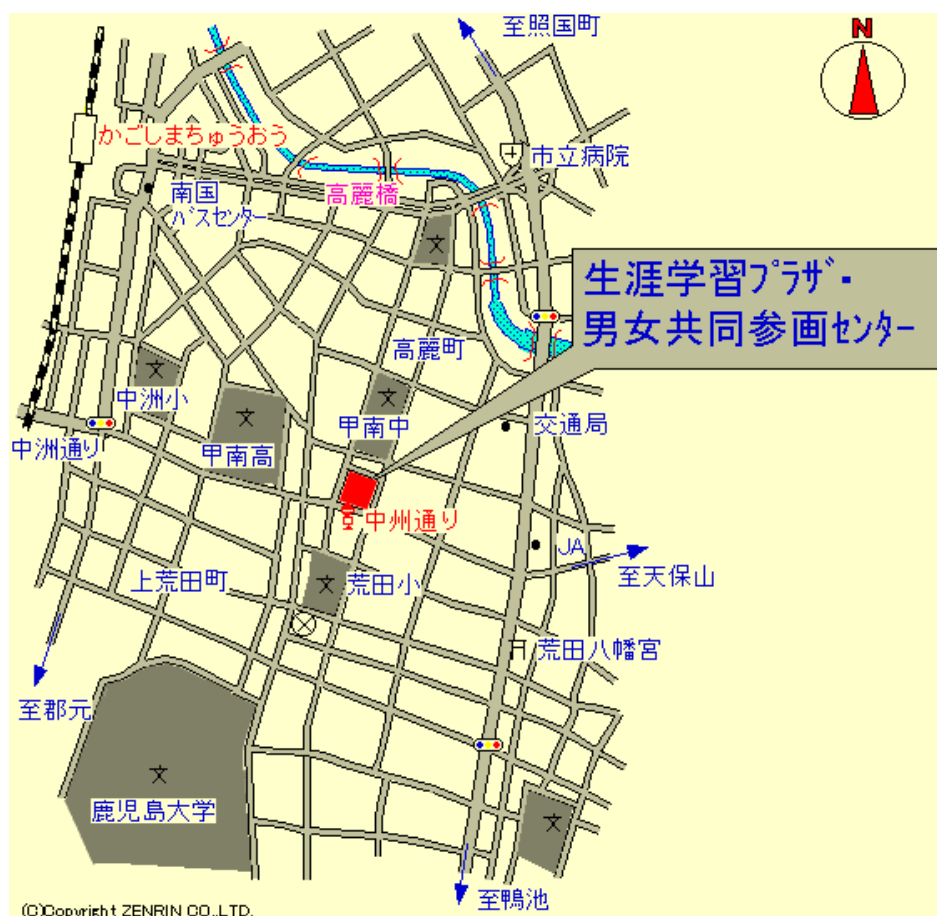 至照国町
N
かごしまちゅうおう
市立病院
高麗橋
南国
バスセンター
生涯学習プラザ・
男女共同参画センター
高麗町
中洲小
甲南中
交通局
甲南高
中洲通り
中州通り
JA
上荒田町
荒田小
至天保山
荒田八幡宮
至郡元
鹿児島大学
至鴨池
(C)Copyright ZENRIN CO.,LTD.